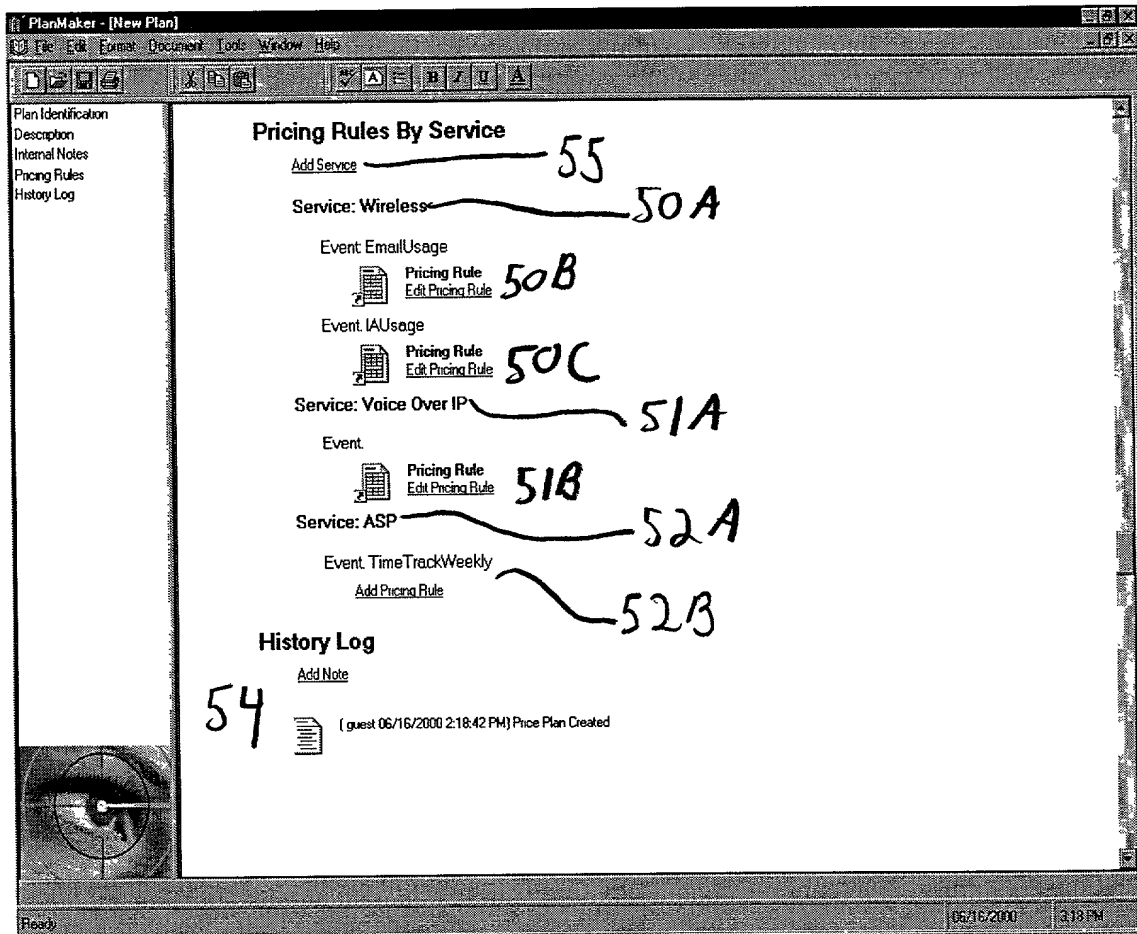 PlanMaker - [New Plan]
File Edit Format Document Tools Window Help
B I U A
Plan Identification
Description
Internal Notes
Pricing Rules
History Log
Pricing Rules By Service
Add Service 55
Service: Wireless 50A
Event EmailUsage
Pricing Rule 50B
Edit Pricing Rule
Event. IAUsage
Pricing Rule 50C
Edit Pricing Rule
Service: Voice Over IP 51A
Event.
Pricing Rule 51B
Edit Pricing Rule
Service: ASP 52A
Event. TimeTrackWeekly
Add Pricing Rule 52B
History Log
Add Note
54
( guest 06/16/2000 2:18:42 PM) Price Plan Created
Ready 06/16/2000 3:13 PM